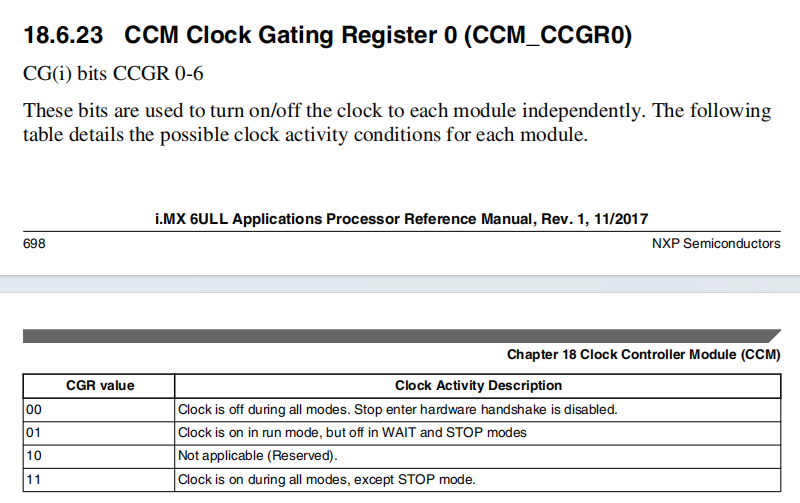 18.6.23 CCM Clock Gating Register 0 (CCM_CCGR0)
CG(i) bits CCGR 0-6
These bits are used to turn on/off the clock to each module independently. The following
table details the possible clock activity conditions for each module.
i.MX 6ULL Applications Processor Reference Manual, Rev. 1, 11/2017
698 NXP Semiconductors
Chapter 18 Clock Controller Module (CCM)
CGR value Clock Activity Description
00 Clock is off during all modes. Stop enter hardware handshake is disabled.
01 Clock is on in run mode, but off in WAIT and STOP modes
10 Not applicable (Reserved).
11 Clock is on during all modes, except STOP mode.